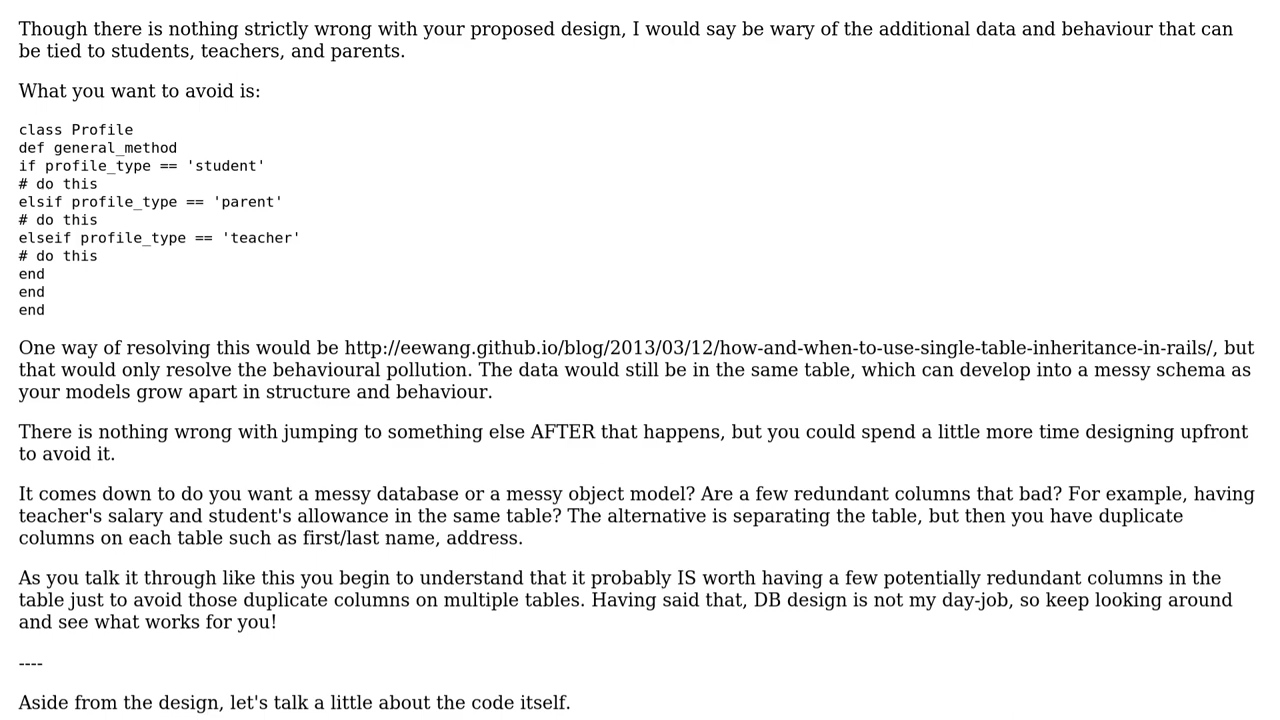 Though there is nothing strictly wrong with your proposed design, I would say be wary of the additional data and behaviour that can
be tied to students, teachers, and parents.
What you want to avoid is:
class Profile
def general_method
if profile_type == 'student'
# do this
elsif profile_type == 'parent'
# do this
elseif profile_type == 'teacher'
# do this
end
end
end
One way of resolving this would be http://eewang.github.io/blog/2013/03/12/how-and-when-to-use-single-table-inheritance-in-rails/, but
that would only resolve the behavioural pollution. The data would still be in the same table, which can develop into a messy schema as
your models grow apart in structure and behaviour.
There is nothing wrong with jumping to something else AFTER that happens, but you could spend a little more time designing upfront
to avoid it.
It comes down to do you want a messy database or a messy object model? Are a few redundant columns that bad? For example, having
teacher's salary and student's allowance in the same table? The alternative is separating the table, but then you have duplicate
columns on each table such as first/last name, address.
As you talk it through like this you begin to understand that it probably IS worth having a few potentially redundant columns in the
table just to avoid those duplicate columns on multiple tables. Having said that, DB design is not my day-job, so keep looking around
and see what works for you!
----
Aside from the design, let's talk a little about the code itself.